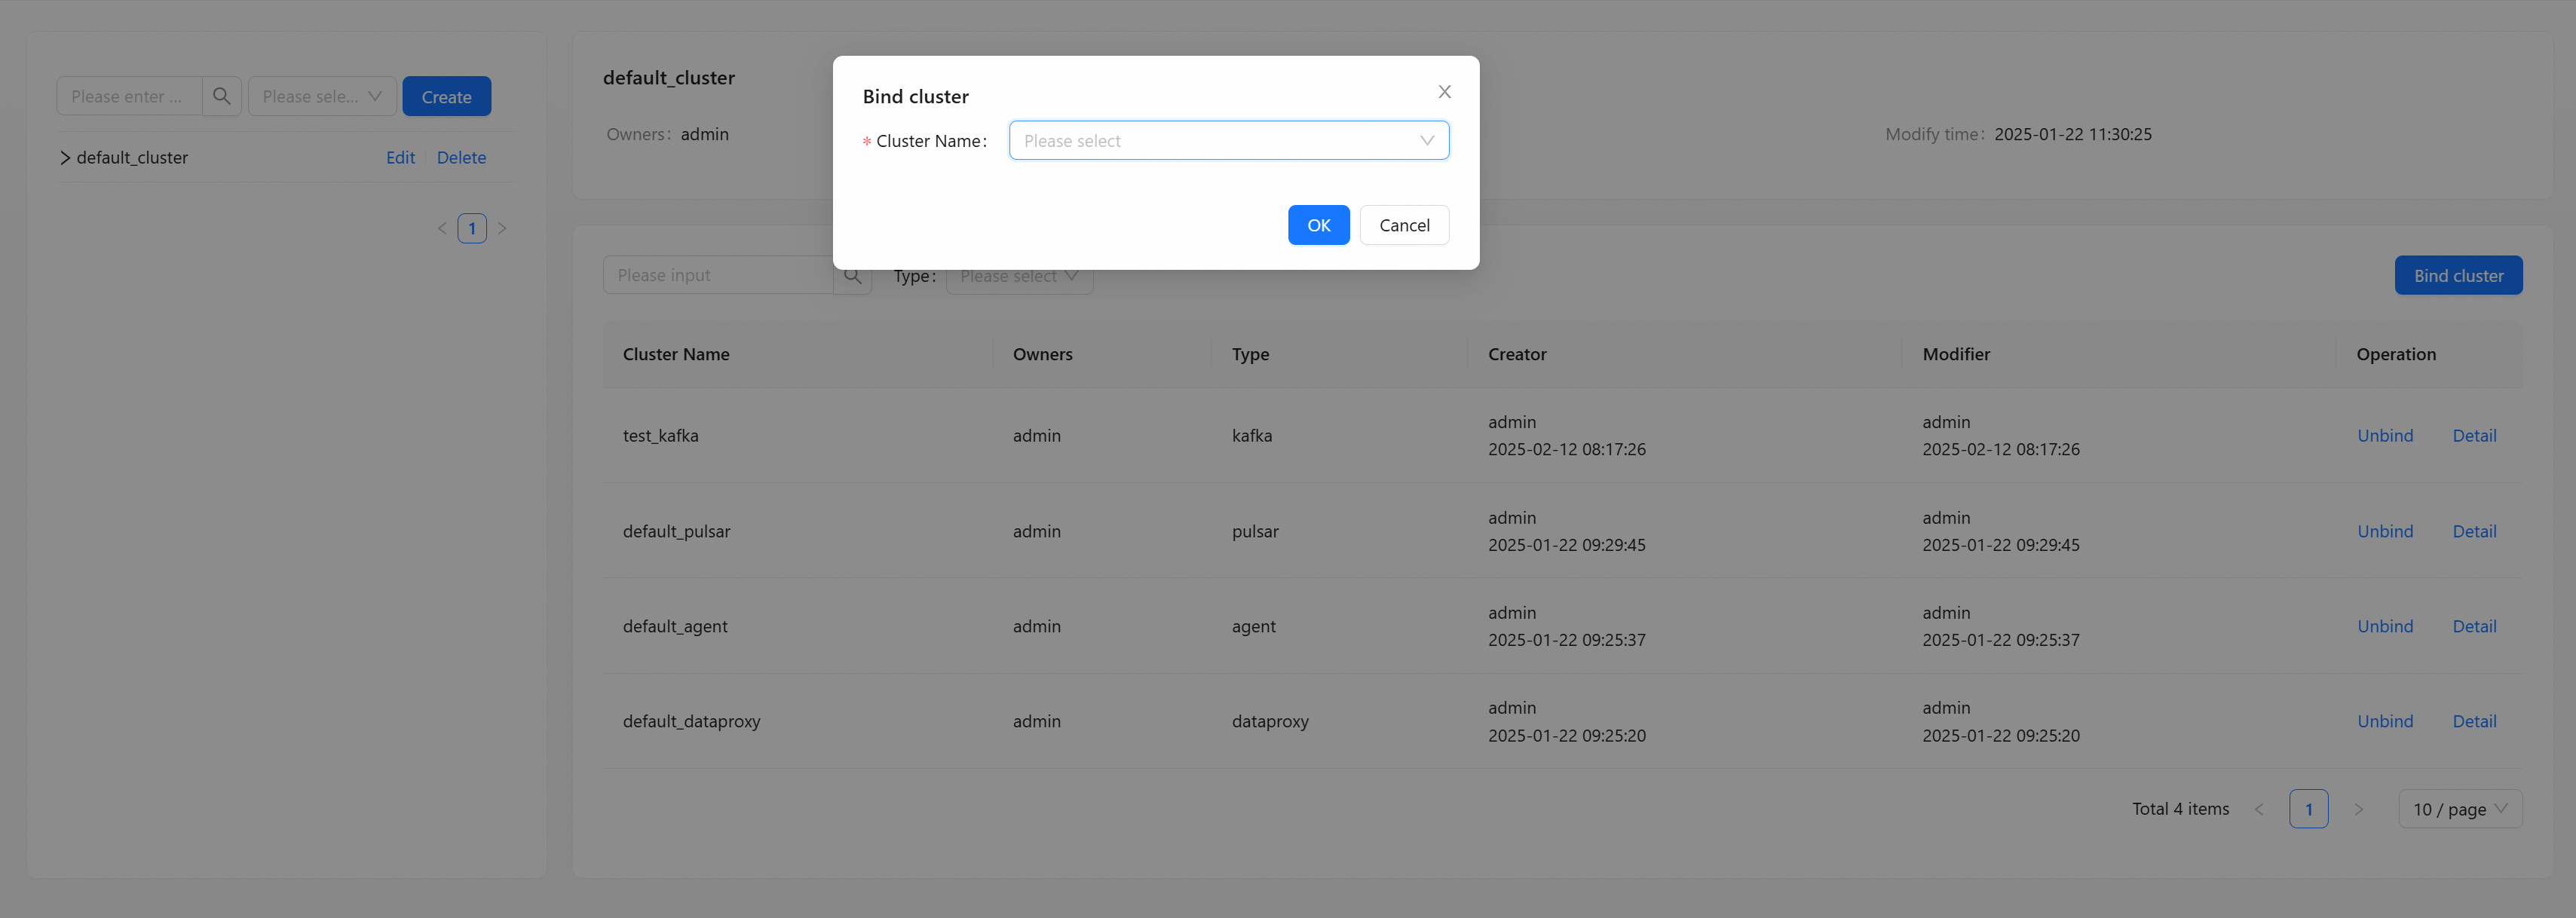 Please enter ...
Please sele...
Create
default_cluster
Edit
Delete
1
default_cluster
Owners: admin
Modify time: 2025-01-22 11:30:25
Bind cluster
* Cluster Name:
Please select
OK
Cancel
Please input
Type:
Please select
Bind cluster
Cluster Name Owners Type Creator Modifier Operation
test_kafka admin kafka admin 2025-02-12 08:17:26 admin 2025-02-12 08:17:26 Unbind Detail
default_pulsar admin pulsar admin 2025-01-22 09:29:45 admin 2025-01-22 09:29:45 Unbind Detail
default_agent admin agent admin 2025-01-22 09:25:37 admin 2025-01-22 09:25:37 Unbind Detail
default_dataproxy admin dataproxy admin 2025-01-22 09:25:20 admin 2025-01-22 09:25:20 Unbind Detail
Total 4 items
1
10 / page